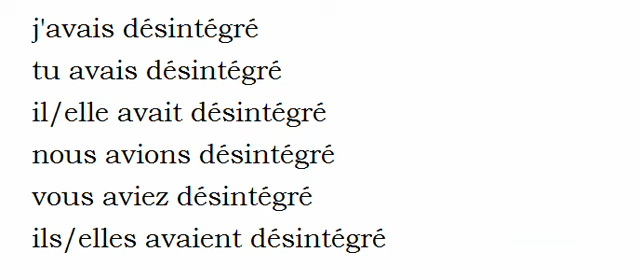 j'avais désintégré
tu avais désintégré
il/elle avait désintégré
nous avions désintégré
vous aviez désintégré
ils/elles avaient désintégré